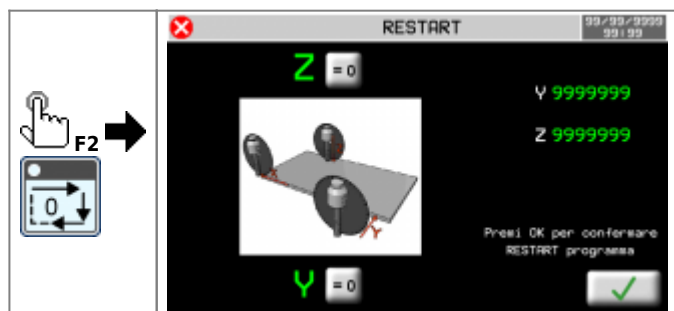 F2
0
RESTART
99/99/9999
99:99
Z = 0
Y 9999999
Z 9999999
X
Y
Premi OK per confermare
RESTART programma
Y = 0